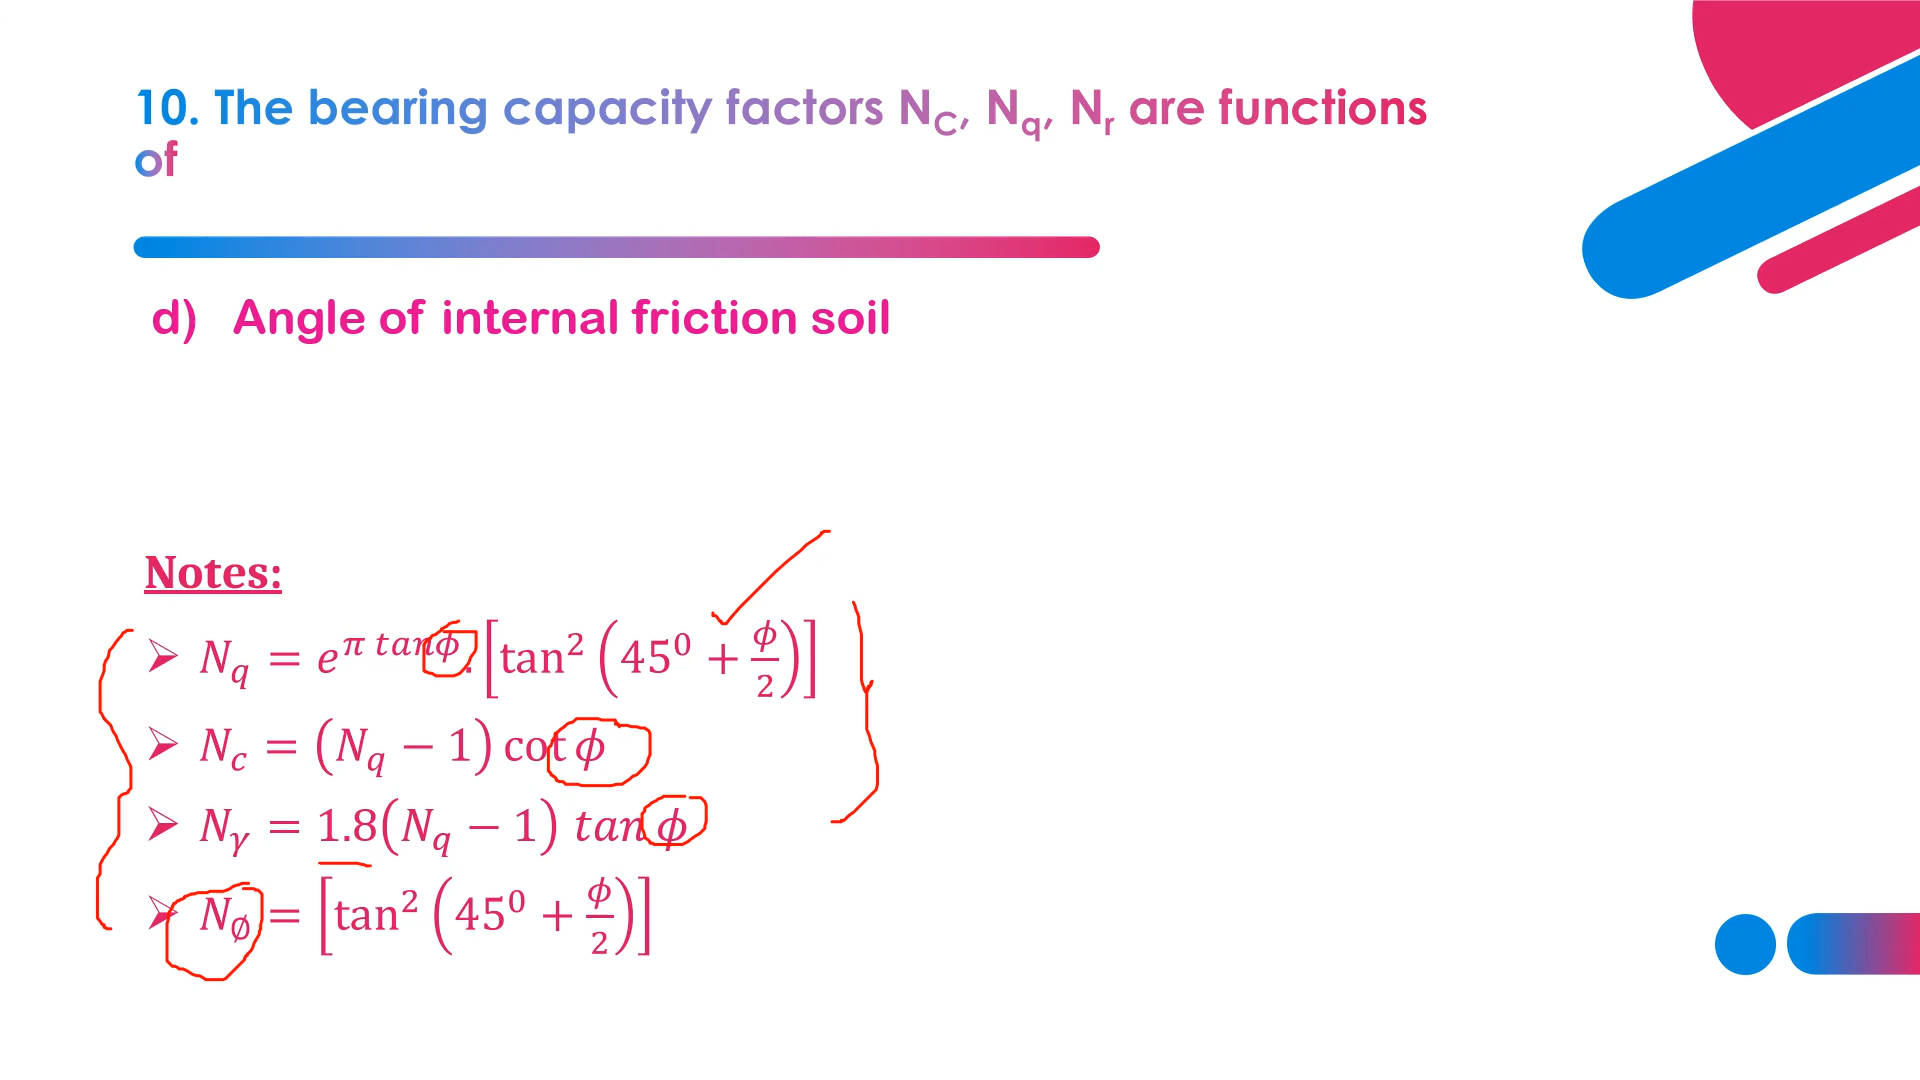 10. The bearing capacity factors N_C, N_q, N_r are functions
of
d) Angle of internal friction soil
Notes:
➢ N_q = e^{π tanϕ}. [tan² (45⁰ + ϕ/2)]
➢ N_c = (N_q − 1) cot ϕ
➢ N_γ = 1.8(N_q − 1) tan ϕ
➢ N_∅ = [tan² (45⁰ + ϕ/2)]